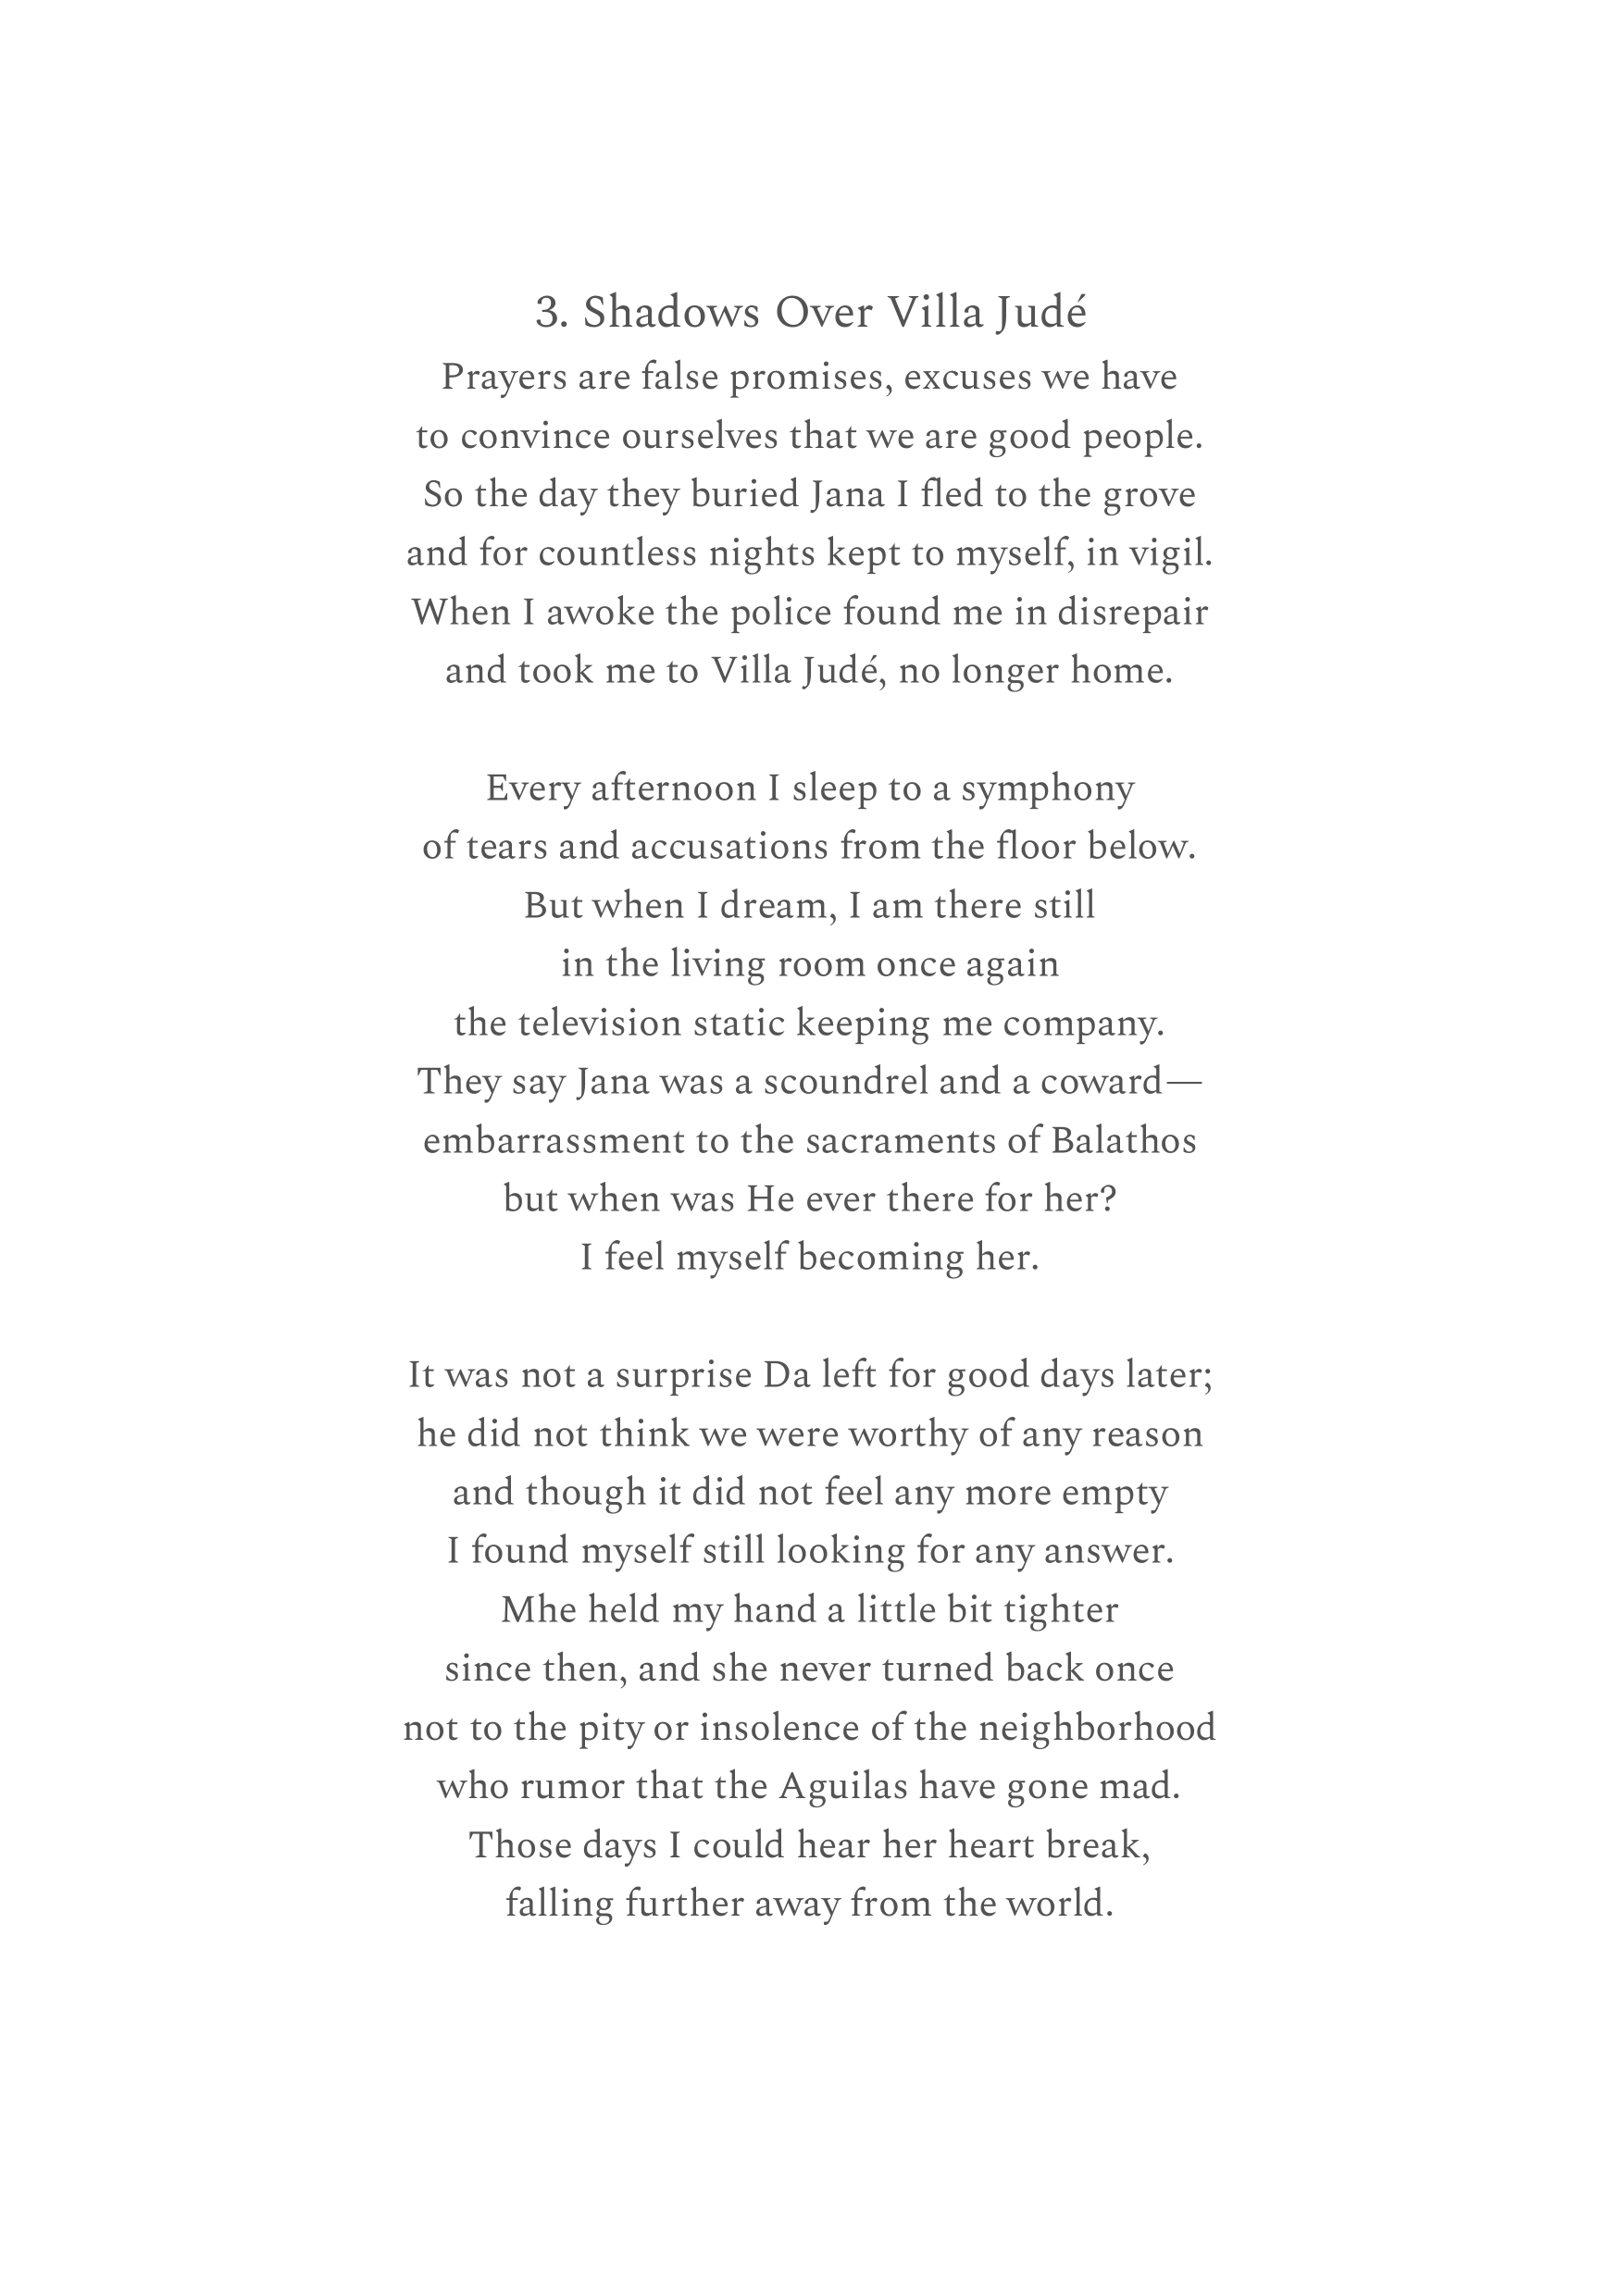 3. Shadows Over Villa Judé
Prayers are false promises, excuses we have
to convince ourselves that we are good people.
So the day they buried Jana I fled to the grove
and for countless nights kept to myself, in vigil.
When I awoke the police found me in disrepair
and took me to Villa Judé, no longer home.
Every afternoon I sleep to a symphony
of tears and accusations from the floor below.
But when I dream, I am there still
in the living room once again
the television static keeping me company.
They say Jana was a scoundrel and a coward—
embarrassment to the sacraments of Balathos
but when was He ever there for her?
I feel myself becoming her.
It was not a surprise Da left for good days later;
he did not think we were worthy of any reason
and though it did not feel any more empty
I found myself still looking for any answer.
Mhe held my hand a little bit tighter
since then, and she never turned back once
not to the pity or insolence of the neighborhood
who rumor that the Aguilas have gone mad.
Those days I could hear her heart break,
falling further away from the world.